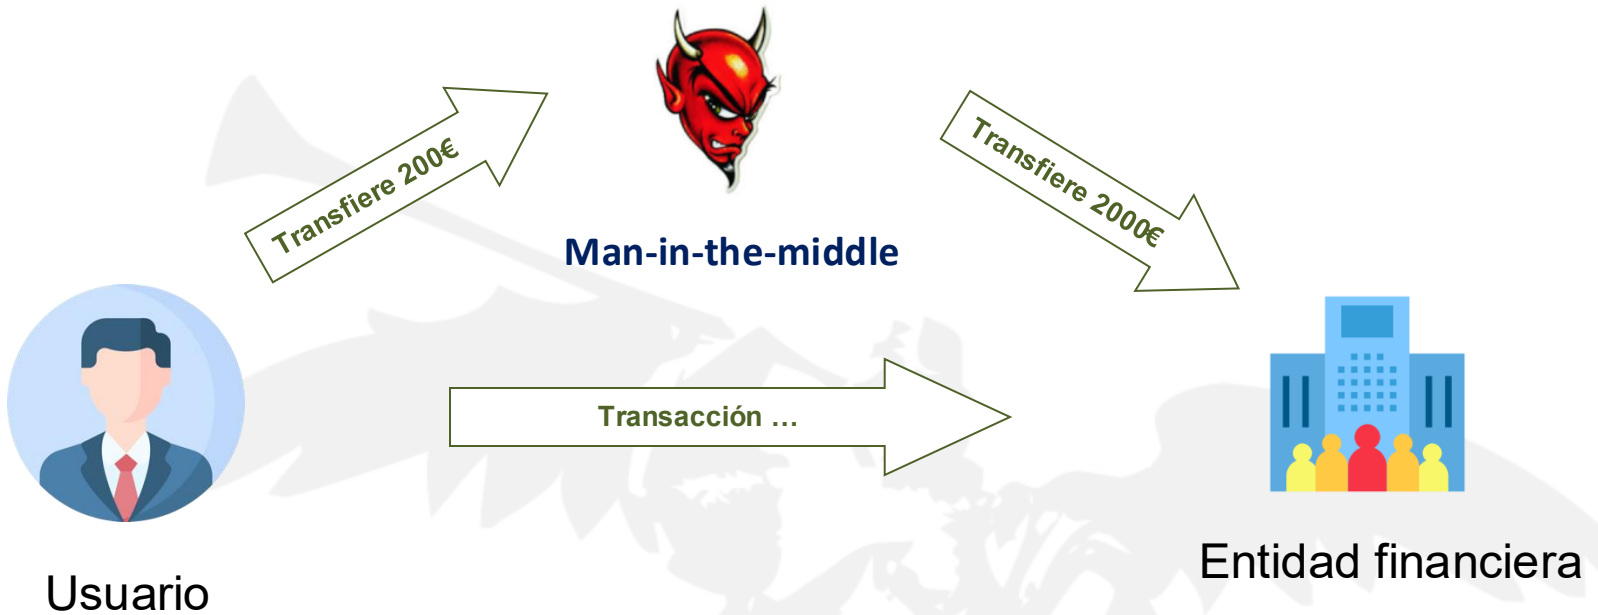 Transfiere 200€
Transfiere 2000€
Man-in-the-middle
Transacción …
Usuario
Entidad financiera